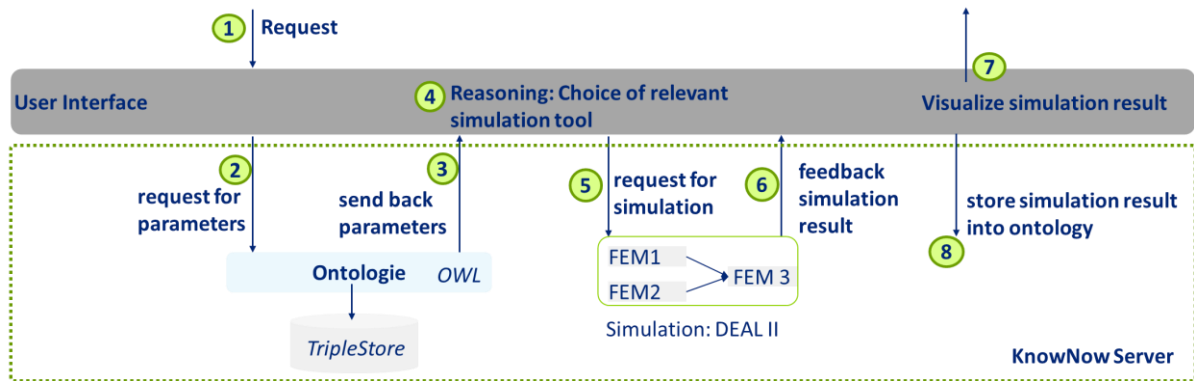 1
Request
7
User Interface
4
Reasoning: Choice of relevant
simulation tool
Visualize simulation result
2
request for
parameters
3
send back
parameters
5
request for
simulation
6
feedback
simulation
result
store simulation result
into ontology
8
Ontologie
OWL
TripleStore
FEM1
FEM2
FEM 3
Simulation: DEAL II
KnowNow Server